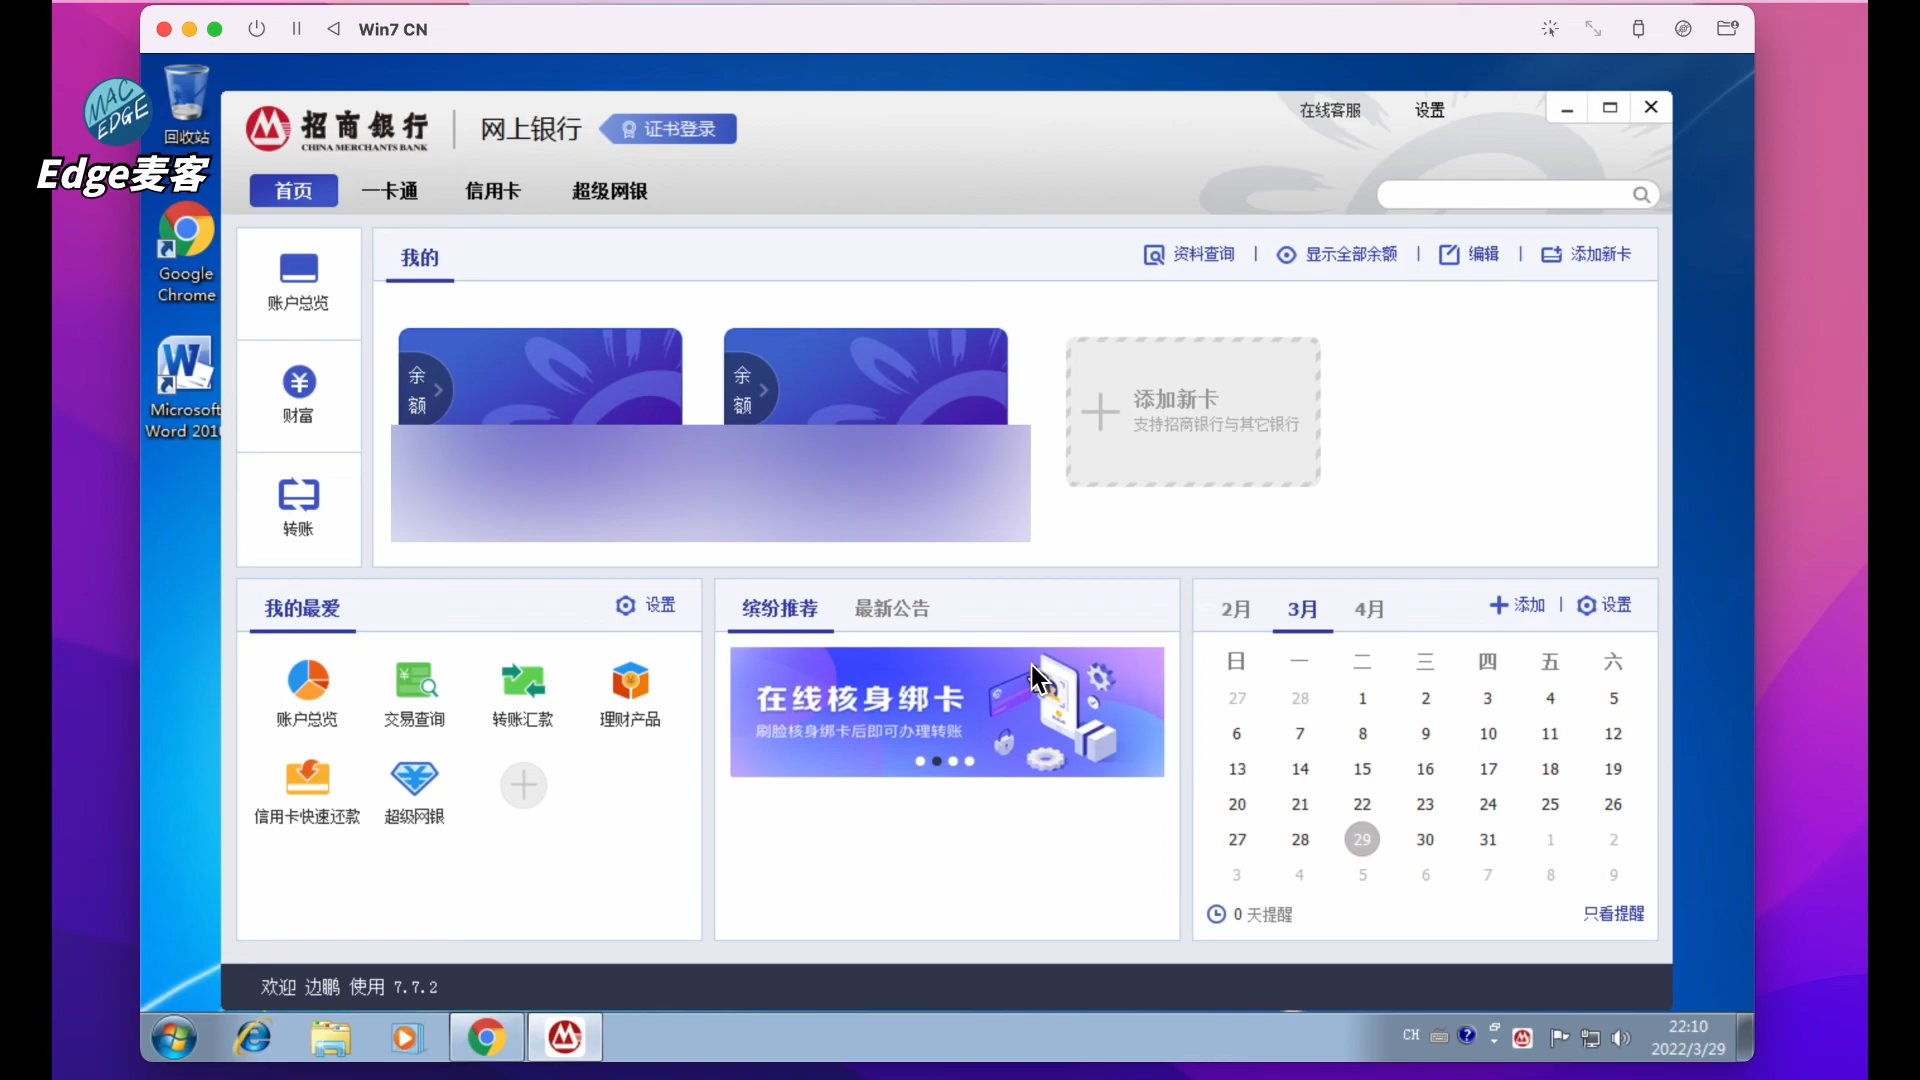 Win7 CN
MAC
EDGE
Edge麦客
回收站
Google
Chrome
Microsoft
Word 201
招商银行
CHINA MERCHANTS BANK
网上银行
证书登录
在线客服
设置
首页
一卡通
信用卡
超级网银
账户总览
财富
转账
我的
资料查询
显示全部余额
编辑
添加新卡
余
额
余
额
添加新卡
支持招商银行与其它银行
我的最爱
设置
账户总览
交易查询
转账汇款
理财产品
信用卡快速还款
超级网银
缤纷推荐
最新公告
在线核身绑卡
刷脸核身绑卡后即可办理转账
2月 3月 4月
添加
设置
日 一 二 三 四 五 六
27 28 1 2 3 4 5
6 7 8 9 10 11 12
13 14 15 16 17 18 19
20 21 22 23 24 25 26
27 28 29 30 31 1 2
3 4 5 6 7 8 9
0 天提醒
只看提醒
欢迎 边鹏 使用 7.7.2
CH
22:10
2022/3/29